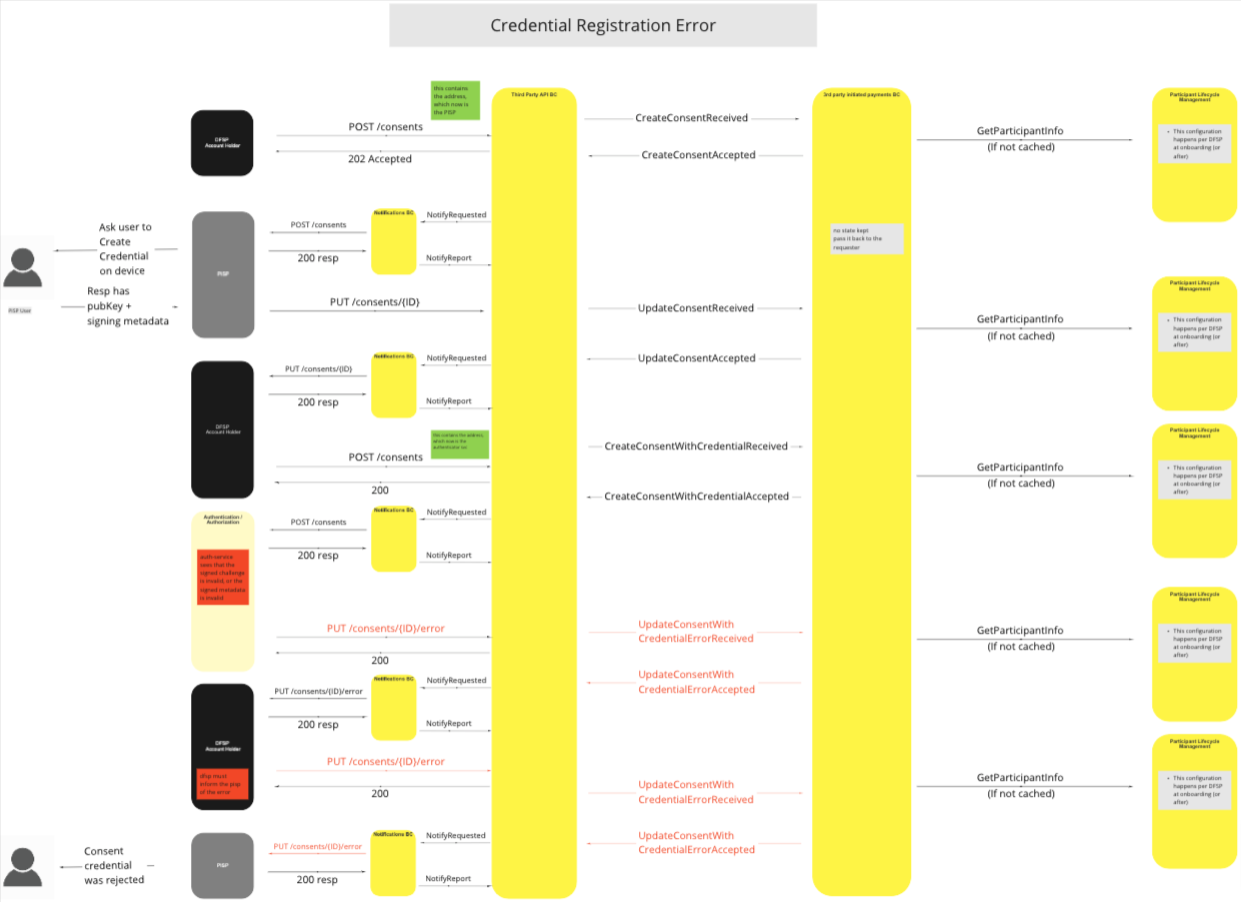 Credential Registration Error
this contains
the address,
which now is
the PISP
Third Party API BC
3rd party initiated payments BC
Participant Lifecycle
Management
This configuration
happens per DFSP
at onboarding (or
after)
DFSP
Account Holder
POST /consents
202 Accepted
CreateConsentReceived
CreateConsentAccepted
GetParticipantInfo
(If not cached)
Ask user to
Create
Credential
on device
Resp has
pubKey +
signing metadata
PISP User
PISP
POST /consents
200 resp
Notifications BC
NotifyRequested
NotifyReport
no state kept
pass it back to the
requester
PUT /consents/{ID}
UpdateConsentReceived
GetParticipantInfo
(If not cached)
Participant Lifecycle
Management
This configuration
happens per DFSP
at onboarding (or
after)
DFSP
Account Holder
PUT /consents/{ID}
200 resp
Notifications BC
NotifyRequested
NotifyReport
UpdateConsentAccepted
this contains the address,
which now is the
POST /consents
200
CreateConsentWithCredentialReceived
CreateConsentWithCredentialAccepted
GetParticipantInfo
(If not cached)
Participant Lifecycle
Management
This configuration
happens per DFSP
at onboarding (or
after)
Authentication /
Authorization
auth-service
sees that the
signed challenge
is invalid, or the
signed metadata
is invalid
POST /consents
200 resp
Notifications BC
NotifyRequested
NotifyReport
PUT /consents/{ID}/error
200
UpdateConsentWith
CredentialErrorReceived
UpdateConsentWith
CredentialErrorAccepted
GetParticipantInfo
(If not cached)
Participant Lifecycle
Management
This configuration
happens per DFSP
at onboarding (or
after)
DFSP
Account Holder
dfsp must
inform the pisp
of the error
PUT /consents/{ID}/error
200 resp
Notifications BC
NotifyRequested
NotifyReport
PUT /consents/{ID}/error
200
UpdateConsentWith
CredentialErrorReceived
UpdateConsentWith
CredentialErrorAccepted
GetParticipantInfo
(If not cached)
Participant Lifecycle
Management
This configuration
happens per DFSP
at onboarding (or
after)
Consent
credential
was rejected
PISP
PUT /consents/{ID}/error
200 resp
Notifications BC
NotifyRequested
NotifyReport